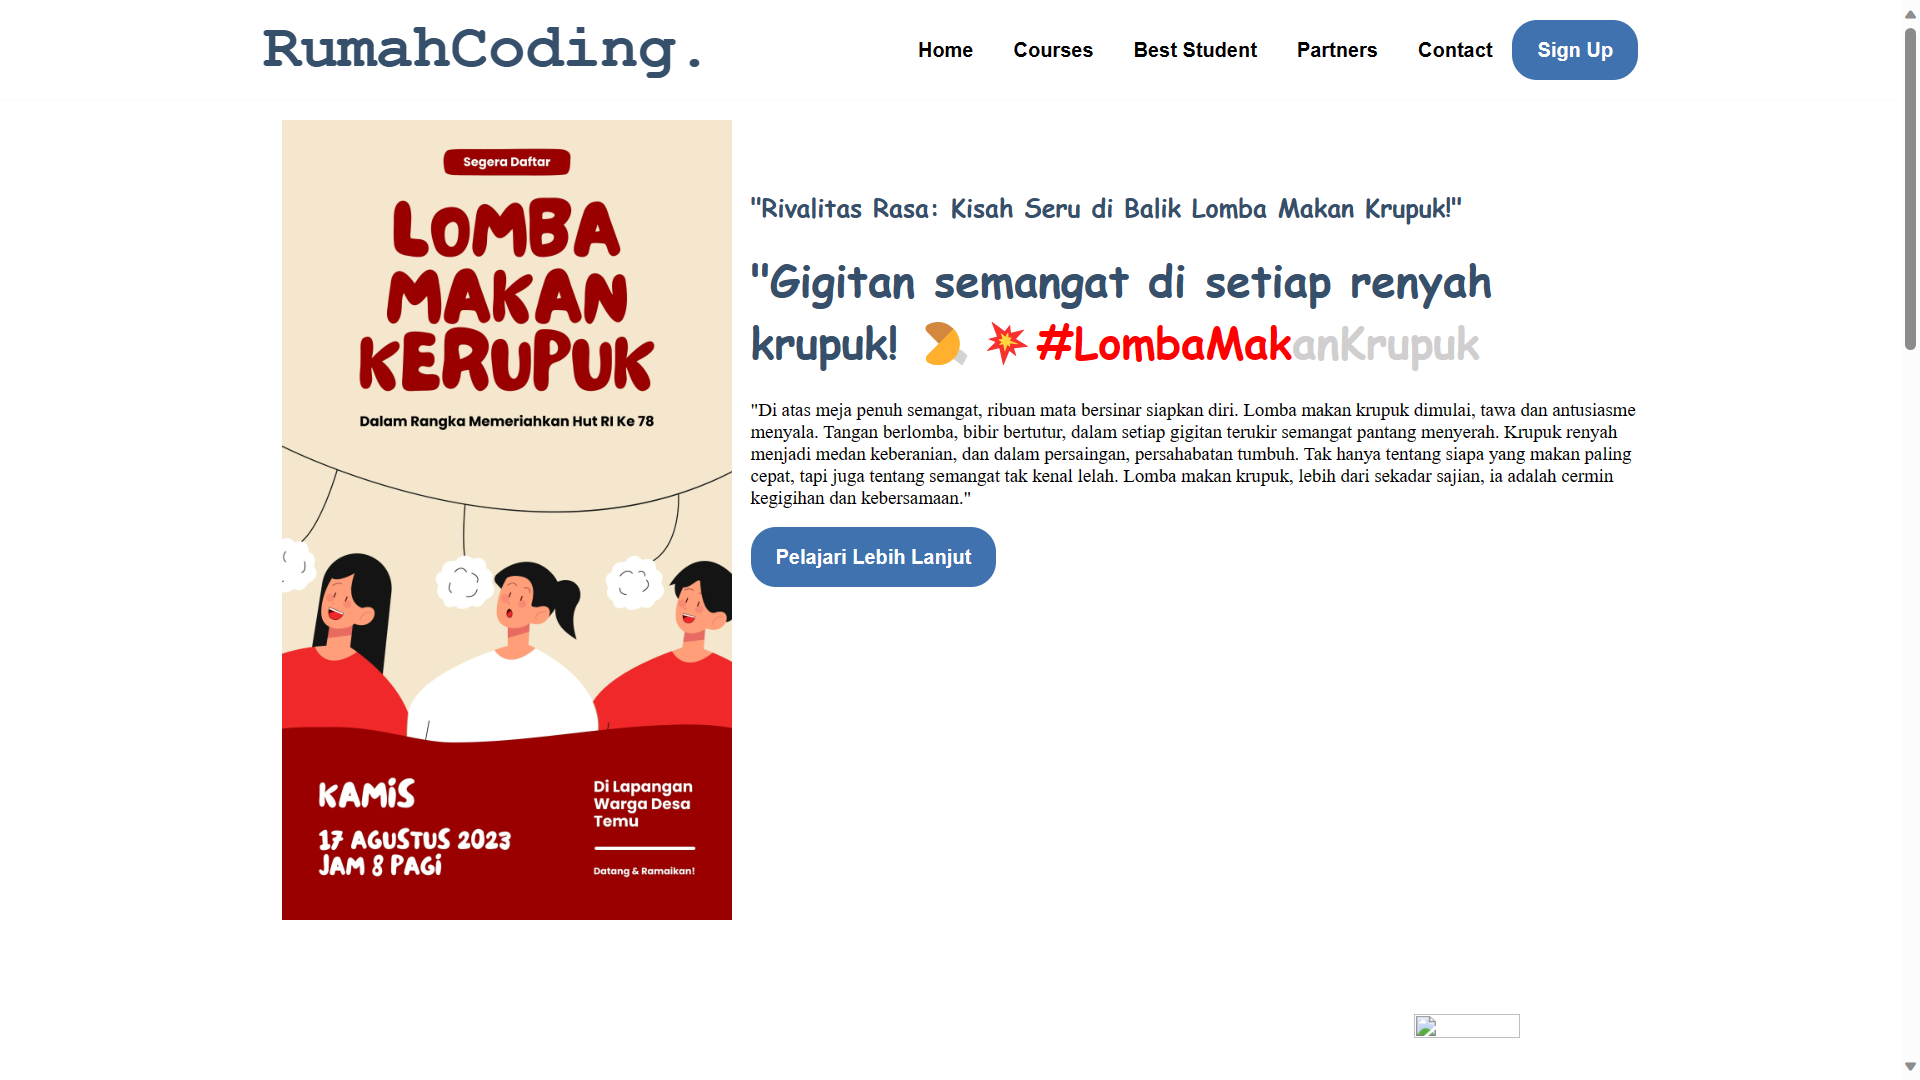 RumahCoding.
Home
Courses
Best Student
Partners
Contact
Sign Up
Segera Daftar
LOMBA
MAKAN
KERUPUK
Dalam Rangka Memeriahkan Hut RI Ke 78
KAMiS
17 AGUSTUS 2023
JAM 8 PAGi
Di Lapangan
Warga Desa
Temu
Datang & Ramaikan!
"Rivalitas Rasa: Kisah Seru di Balik Lomba Makan Krupuk!"
"Gigitan semangat di setiap renyah
krupuk! 🥠 💥 #LombaMakanKrupuk
"Di atas meja penuh semangat, ribuan mata bersinar siapkan diri. Lomba makan krupuk dimulai, tawa dan antusiasme
menyala. Tangan berlomba, bibir bertutur, dalam setiap gigitan terukir semangat pantang menyerah. Krupuk renyah
menjadi medan keberanian, dan dalam persaingan, persahabatan tumbuh. Tak hanya tentang siapa yang makan paling
cepat, tapi juga tentang semangat tak kenal lelah. Lomba makan krupuk, lebih dari sekadar sajian, ia adalah cermin
kegigihan dan kebersamaan."
Pelajari Lebih Lanjut